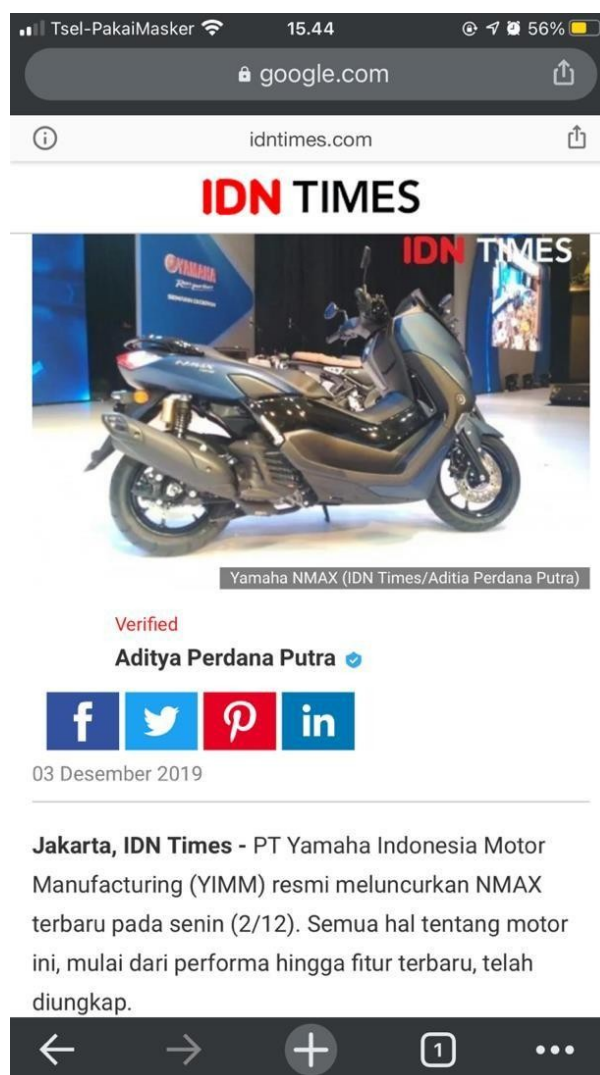 Tsel-PakaiMasker 15.44 56%
google.com
idntimes.com
IDN TIMES
IDN TIMES
YAMAHA
NMAX
Yamaha NMAX (IDN Times/Aditia Perdana Putra)
Verified
Aditya Perdana Putra
03 Desember 2019
Jakarta, IDN Times - PT Yamaha Indonesia Motor
Manufacturing (YIMM) resmi meluncurkan NMAX
terbaru pada senin (2/12). Semua hal tentang motor
ini, mulai dari performa hingga fitur terbaru, telah
diungkap.
1